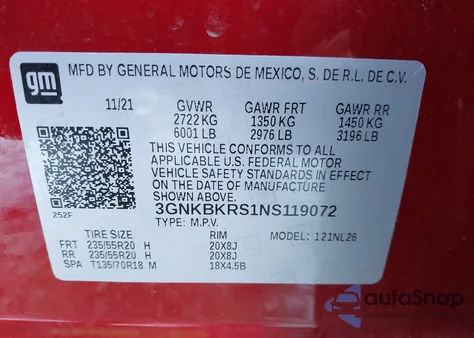 gm
MFD BY GENERAL MOTORS DE MEXICO, S. DE R.L. DE C.V.
11/21 GVWR GAWR FRT GAWR RR
2722 KG 1350 KG 1450 KG
6001 LB 2976 LB 3196 LB
THIS VEHICLE CONFORMS TO ALL
APPLICABLE U.S. FEDERAL MOTOR
VEHICLE SAFETY STANDARDS IN EFFECT
ON THE DATE OF MANUFACTURE
SHOWN ABOVE.
252F 3GNKBKRS1NS119072
TYPE: M.P.V.
TIRE SIZE RIM MODEL: 121NL26
FRT 235/55R20 H 20X8J
RR 235/55R20 H 20X8J
SPA T135/70R18 M 18X4.5B
autoSnap